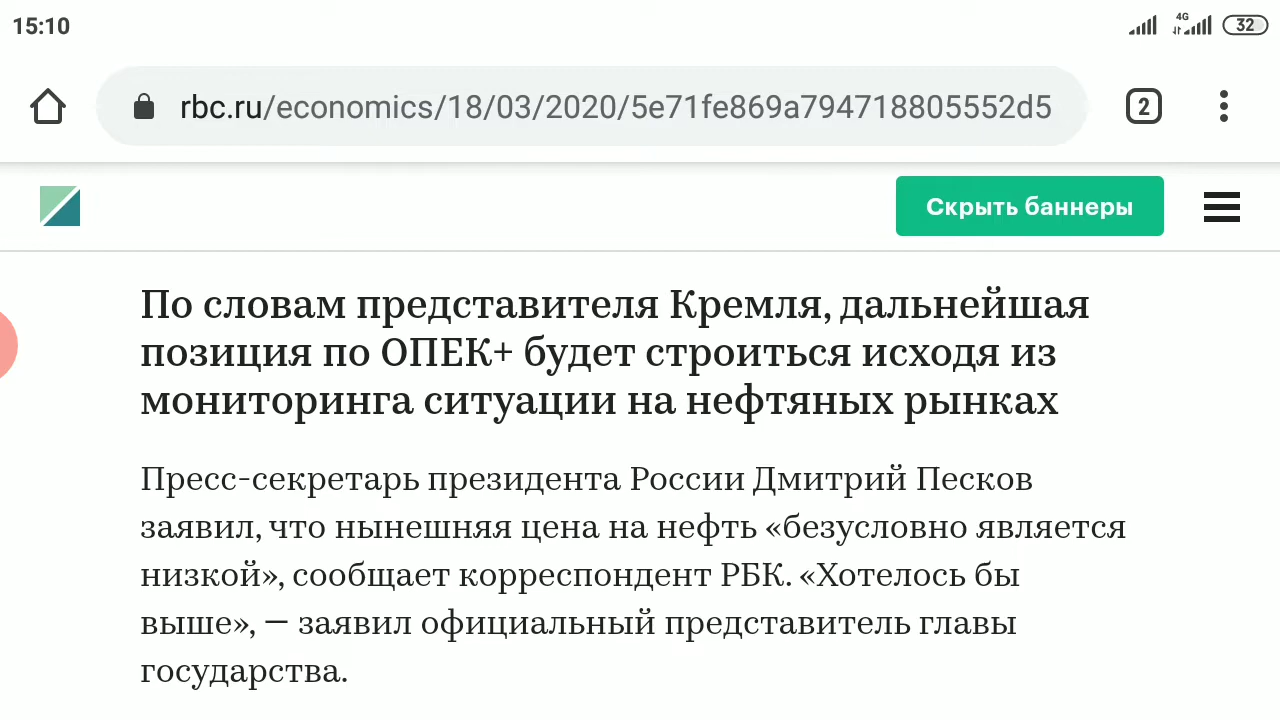 15:10
4G
32
rbc.ru/economics/18/03/2020/5e71fe869a794718805552d5
2
Скрыть баннеры
По словам представителя Кремля, дальнейшая
позиция по ОПЕК+ будет строиться исходя из
мониторинга ситуации на нефтяных рынках
Пресс-секретарь президента России Дмитрий Песков
заявил, что нынешняя цена на нефть «безусловно является
низкой», сообщает корреспондент РБК. «Хотелось бы
выше», — заявил официальный представитель главы
государства.